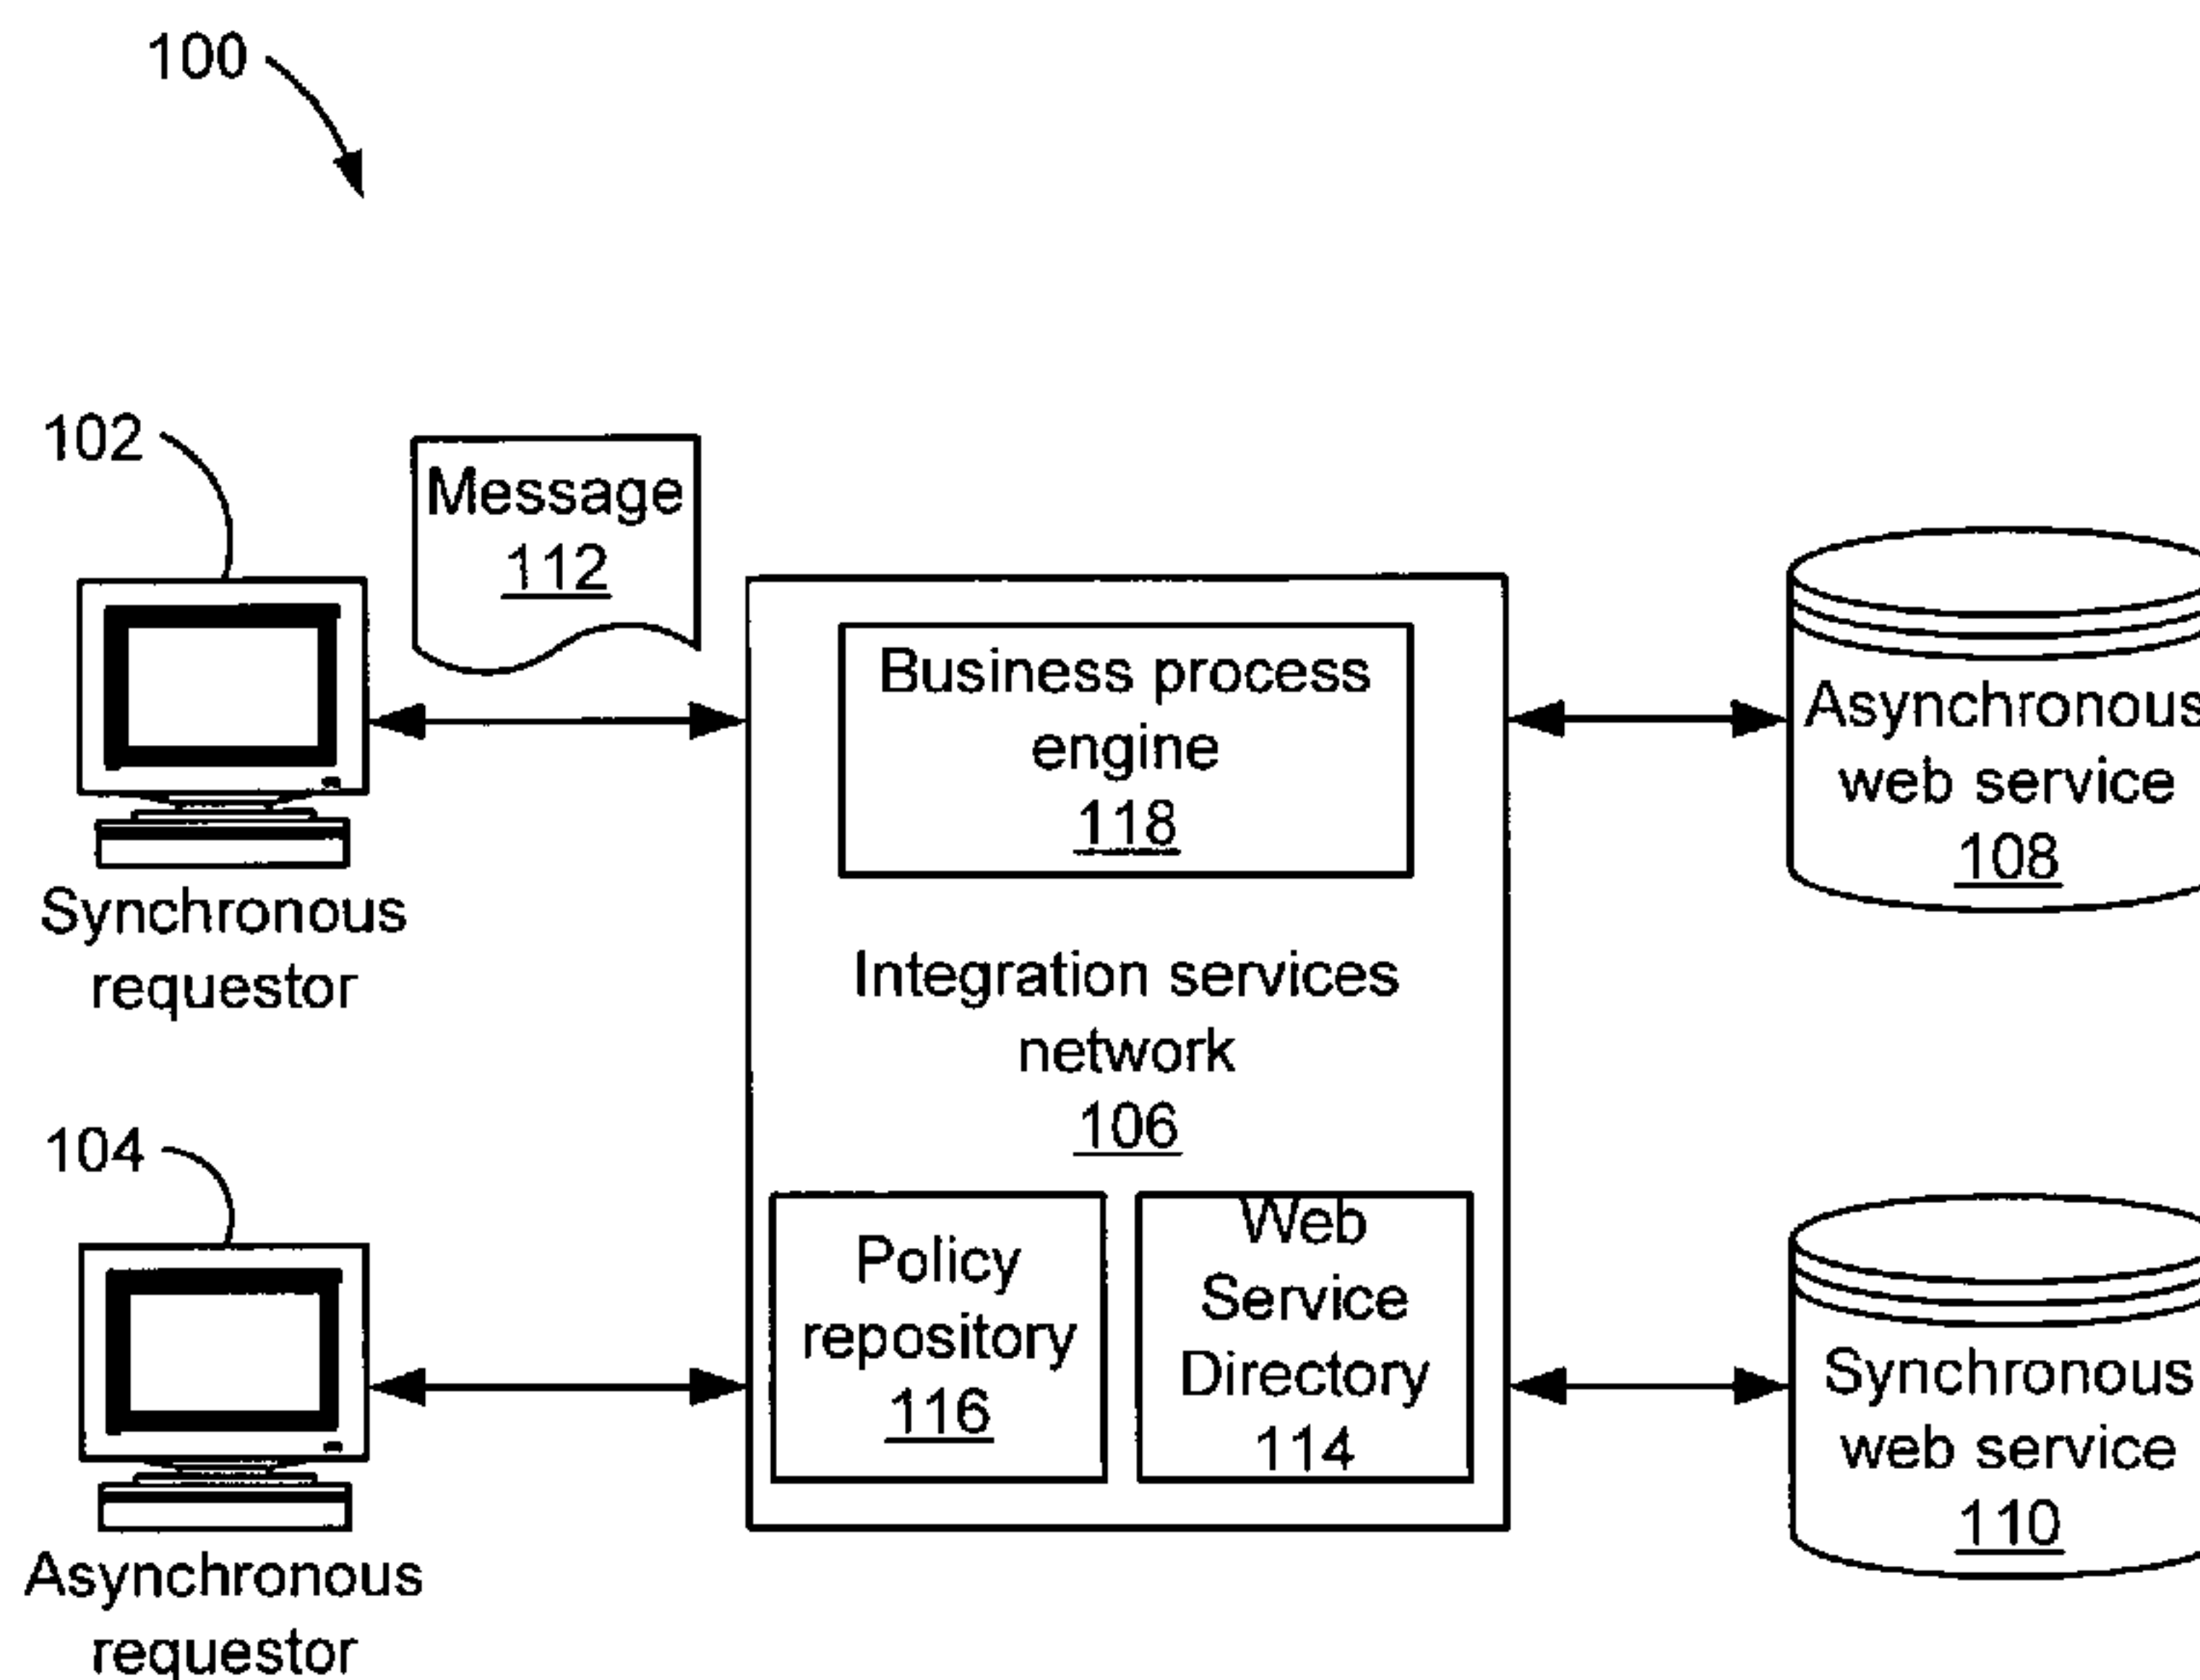 100
102
Message
112
Synchronous
requestor
Business process
engine
118
Integration services
network
106
Asynchronous
web service
108
104
Asynchronous
requestor
Policy
repository
116
Web
Service
Directory
114
Synchronous
web service
110